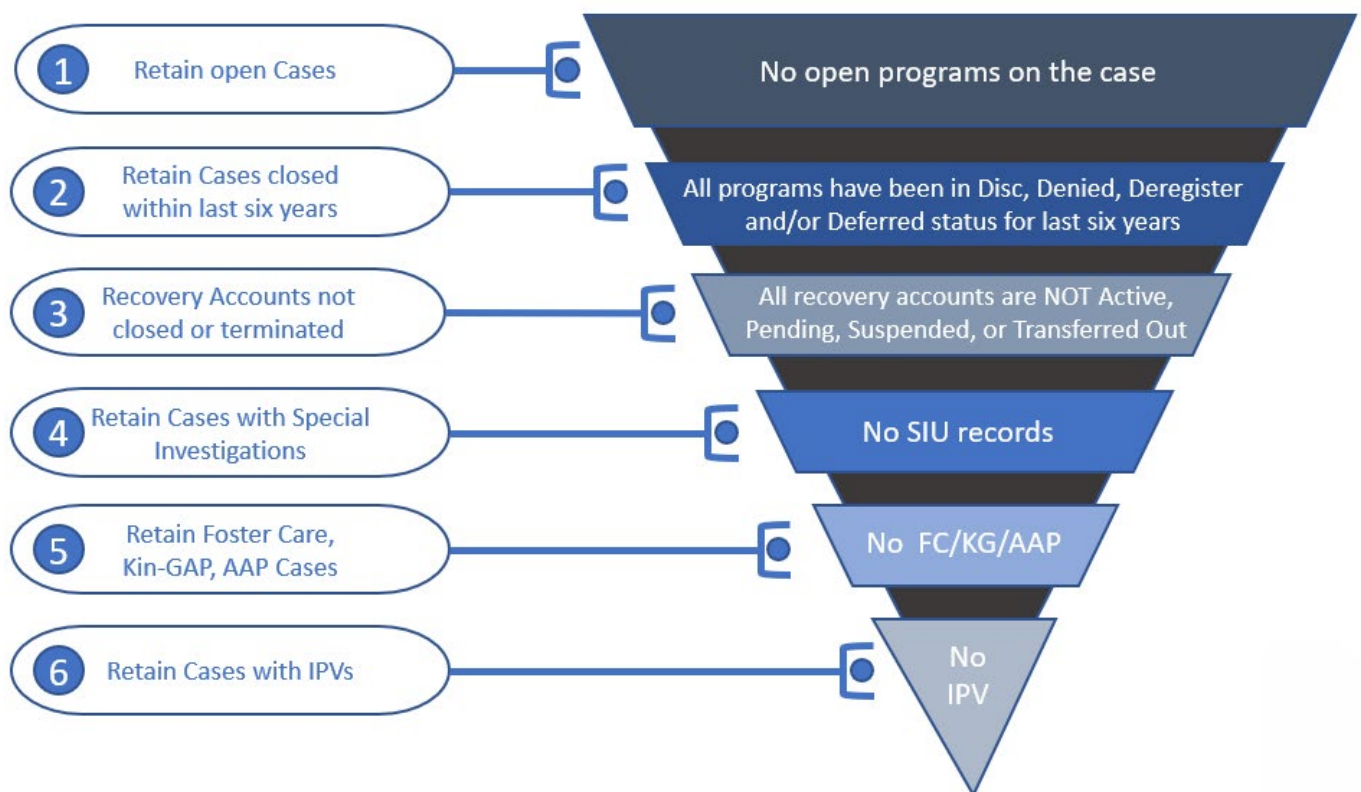 1
Retain open Cases
No open programs on the case
2
Retain Cases closed
within last six years
All programs have been in Disc, Denied, Deregister
and/or Deferred status for last six years
3
Recovery Accounts not
closed or terminated
All recovery accounts are NOT Active,
Pending, Suspended, or Transferred Out
4
Retain Cases with Special
Investigations
No SIU records
5
Retain Foster Care,
Kin-GAP, AAP Cases
No FC/KG/AAP
6
Retain Cases with IPVs
No
IPV